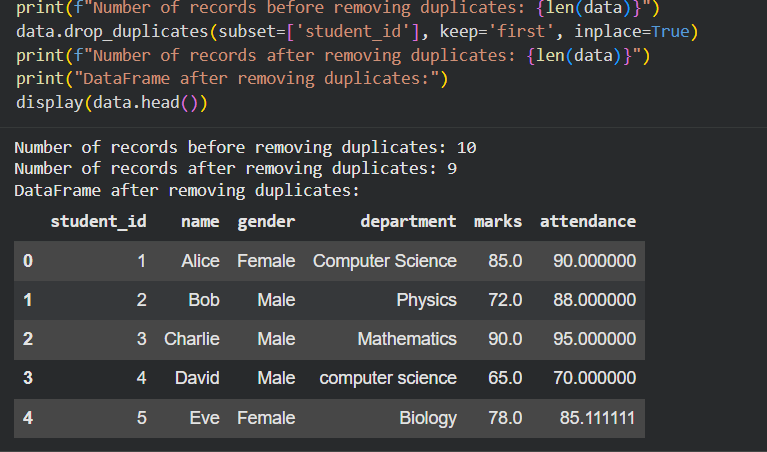 print(f"Number of records before removing duplicates: {len(data)}")
data.drop_duplicates(subset=['student_id'], keep='first', inplace=True)
print(f"Number of records after removing duplicates: {len(data)}")
print("DataFrame after removing duplicates:")
display(data.head())
Number of records before removing duplicates: 10
Number of records after removing duplicates: 9
DataFrame after removing duplicates:
student_id name gender department marks attendance
0 1 Alice Female Computer Science 85.0 90.000000
1 2 Bob Male Physics 72.0 88.000000
2 3 Charlie Male Mathematics 90.0 95.000000
3 4 David Male computer science 65.0 70.000000
4 5 Eve Female Biology 78.0 85.111111